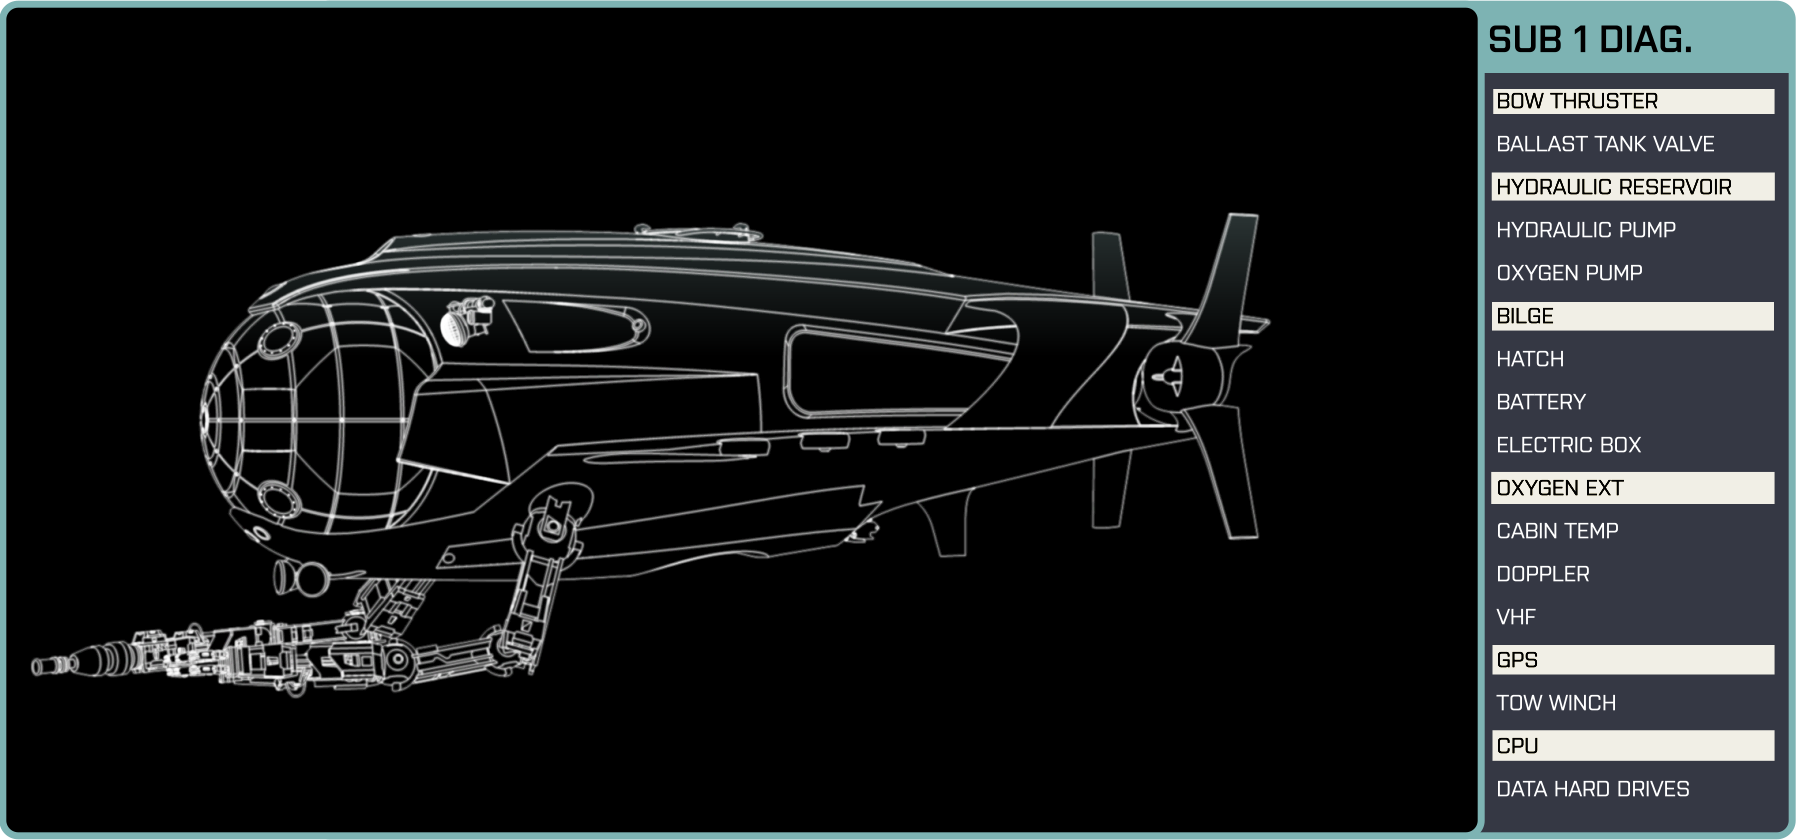 SUB 1 DIAG.
BOW THRUSTER
BALLAST TANK VALVE
HYDRAULIC RESERVOIR
HYDRAULIC PUMP
OXYGEN PUMP
BILGE
HATCH
BATTERY
ELECTRIC BOX
OXYGEN EXT
CABIN TEMP
DOPPLER
VHF
GPS
TOW WINCH
CPU
DATA HARD DRIVES